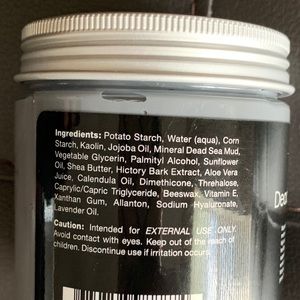 Ingredients: Potato Starch, Water (aqua), Corn
Starch, Kaolin, Jojoba Oil, Mineral Dead Sea Mud,
Vegetable Glycerin, Palmityl Alcohol, Sunflower
Oil, Shea Butter, Hictory Bark Extract, Aloe Vera
Juice, Calendula Oil, Dimethicone, Threhalose,
Caprylic/Capric Triglyceride, Beeswax, Vitamin E,
Xanthan Gum, Allanton, Sodium Hyaluronate,
Lavender Oil.
Caution: Intended for EXTERNAL USE ONLY.
Avoid contact with eyes. Keep out of the reach of
children. Discontinue use if irritation occurs.